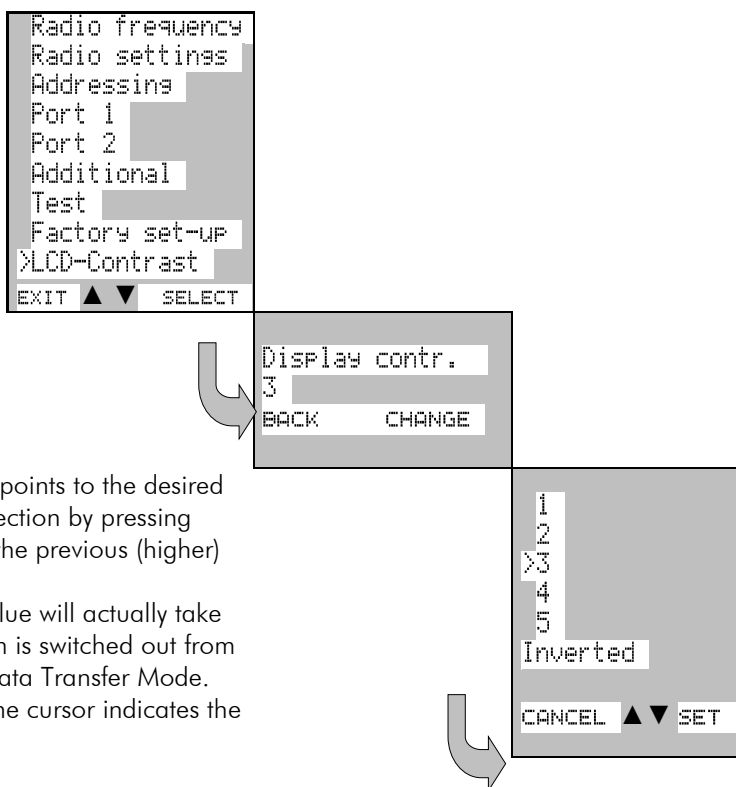 Radio frequency
Radio settings
Addressing
Port 1
Port 2
Additional
Test
Factory set-up
>LCD-Contrast
EXIT ▲ ▼ SELECT
Display contr.
3
BACK CHANGE
points to the desired
ection by pressing
he previous (higher)
lue will actually take
n is switched out from
ata Transfer Mode.
ne cursor indicates the
1
2
>3
4
5
Inverted
CANCEL ▲ ▼ SET